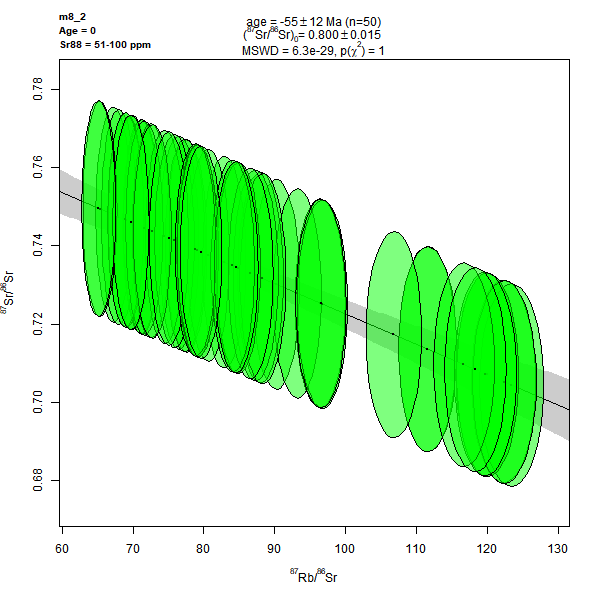 m8_2
Age = 0
Sr88 = 51-100 ppm
age = -55 ± 12 Ma (n=50)
(⁸⁷Sr/⁸⁶Sr)₀= 0.800 ± 0.015
MSWD = 6.3e-29, p(χ²) = 1
0.78
0.76
0.74
0.72
0.70
0.68
⁸⁷Sr/⁸⁶Sr
60 70 80 90 100 110 120 130
⁸⁷Rb/⁸⁶Sr